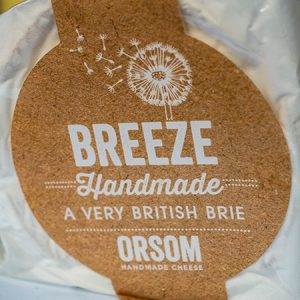 BREEZE
Handmade
A VERY BRITISH BRIE
ORSOM
HANDMADE CHEESE